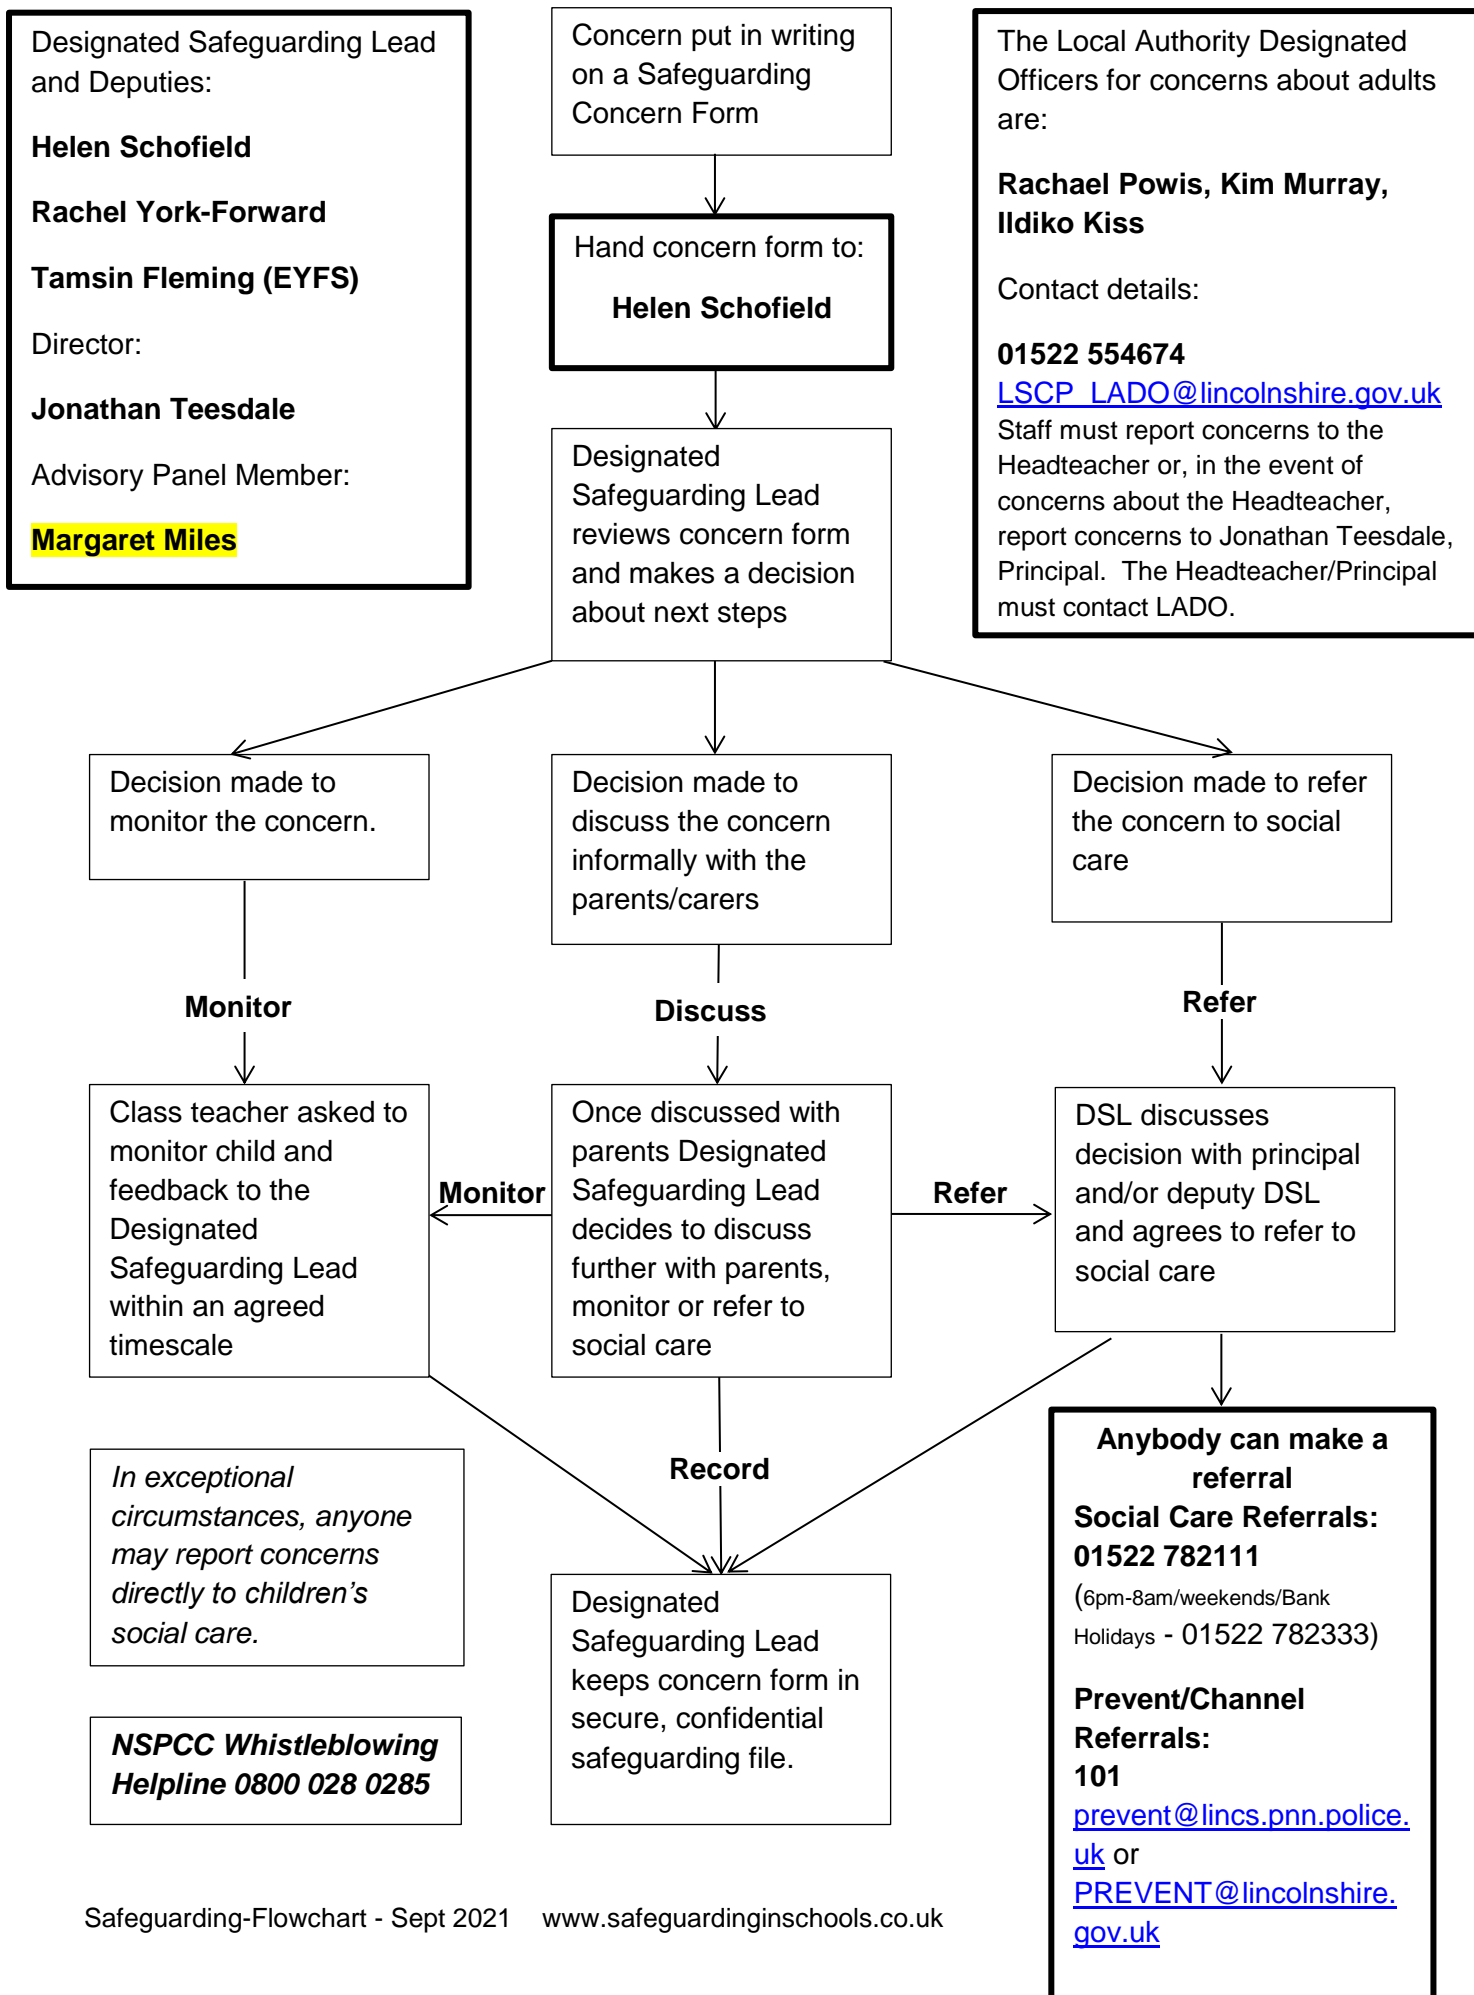 Designated Safeguarding Lead
and Deputies:
Helen Schofield
Rachel York-Forward
Tamsin Fleming (EYFS)
Director:
Jonathan Teesdale
Advisory Panel Member:
Margaret Miles
Concern put in writing
on a Safeguarding
Concern Form
Hand concern form to:
Helen Schofield
Designated
Safeguarding Lead
reviews concern form
and makes a decision
about next steps
The Local Authority Designated
Officers for concerns about adults
are:
Rachael Powis, Kim Murray,
Ildiko Kiss
Contact details:
01522 554674
LSCP_LADO@lincolnshire.gov.uk
Staff must report concerns to the
Headteacher or, in the event of
concerns about the Headteacher,
report concerns to Jonathan Teesdale,
Principal.  The Headteacher/Principal
must contact LADO.
Decision made to
monitor the concern.
Decision made to
discuss the concern
informally with the
parents/carers
Decision made to refer
the concern to social
care
Monitor
Discuss
Refer
Class teacher asked to
monitor child and
feedback to the
Designated
Safeguarding Lead
within an agreed
timescale
Monitor
Once discussed with
parents Designated
Safeguarding Lead
decides to discuss
further with parents,
monitor or refer to
social care
Refer
DSL discusses
decision with principal
and/or deputy DSL
and agrees to refer to
social care
In exceptional
circumstances, anyone
may report concerns
directly to children’s
social care.
NSPCC Whistleblowing
Helpline 0800 028 0285
Record
Designated
Safeguarding Lead
keeps concern form in
secure, confidential
safeguarding file.
Anybody can make a
referral
Social Care Referrals:
01522 782111
(6pm-8am/weekends/Bank
Holidays - 01522 782333)
Prevent/Channel
Referrals:
101
prevent@lincs.pnn.police.
uk or
PREVENT@lincolnshire.
gov.uk
Safeguarding-Flowchart - Sept 2021    www.safeguardinginschools.co.uk